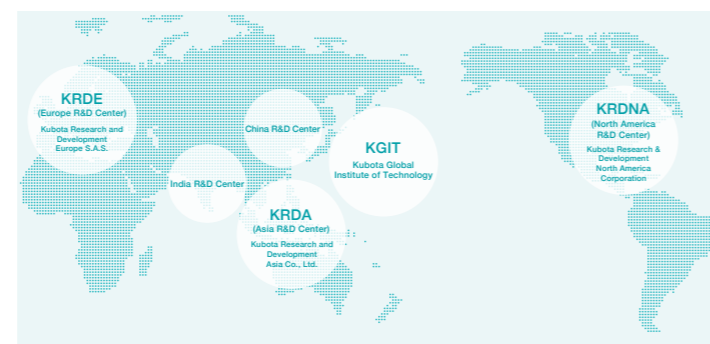 KRDE
(Europe R&D Center)
Kubota Research and
Development
Europe S.A.S.
China R&D Center
India R&D Center
KGIT
Kubota Global
Institute of Technology
KRDA
(Asia R&D Center)
Kubota Research and
Development
Asia Co., Ltd.
KRDNA
(North America
R&D Center)
Kubota Research &
Development
North America
Corporation